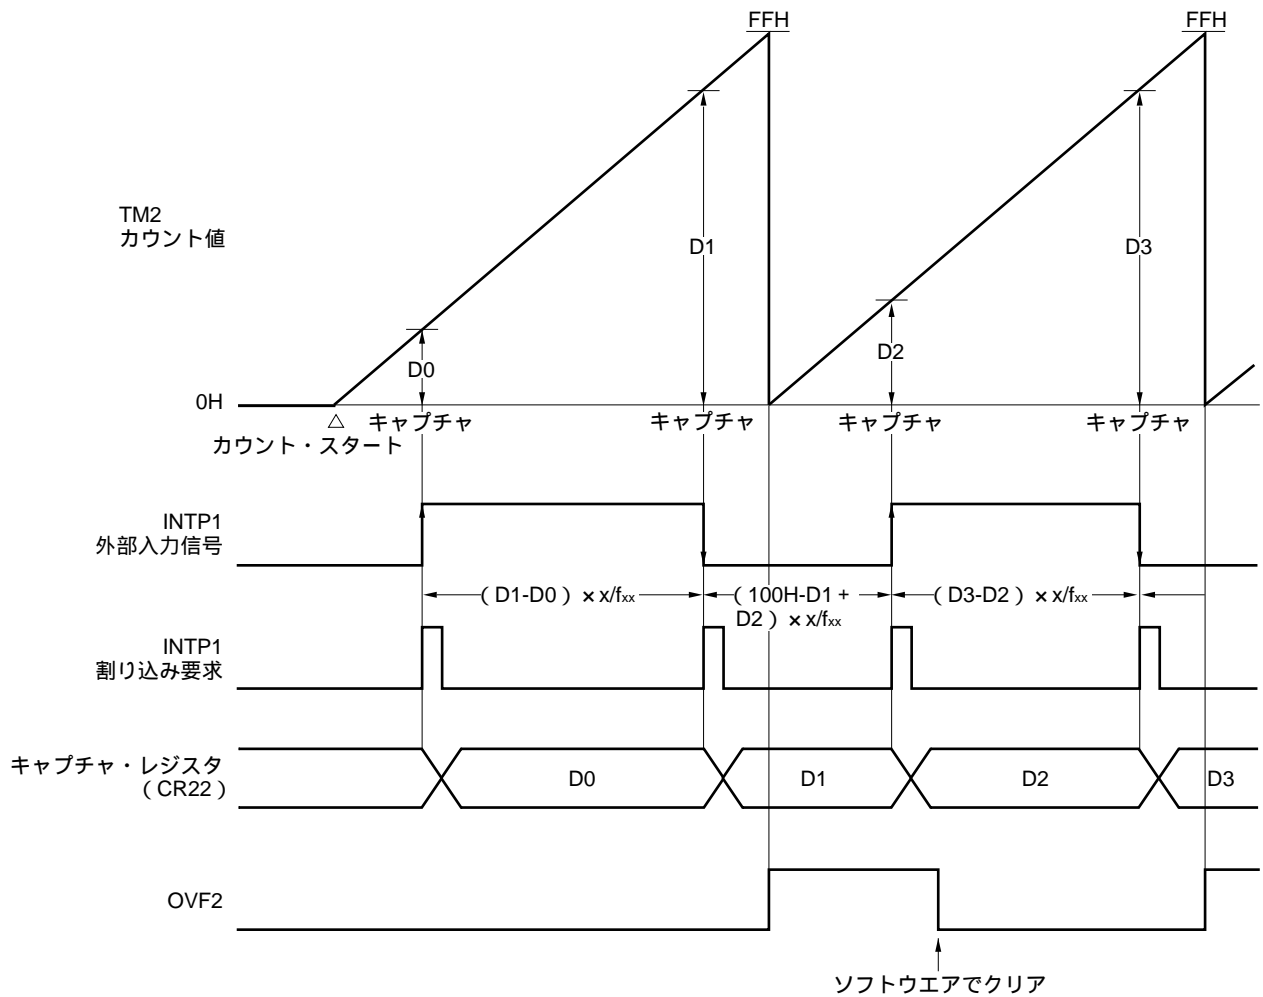 FFH
FFH
TM2
カウント値
D1
D3
D2
D0
0H
キャプチャ
キャプチャ
キャプチャ
キャプチャ
△
カウント・スタート
INTP1
外部入力信号
(D1-D0) × x/fxx
(100H-D1 +
D2) × x/fxx
(D3-D2) × x/fxx
INTP1
割り込み要求
キャプチャ・レジスタ
(CR22)
D0
D1
D2
D3
OVF2
ソフトウエアでクリア